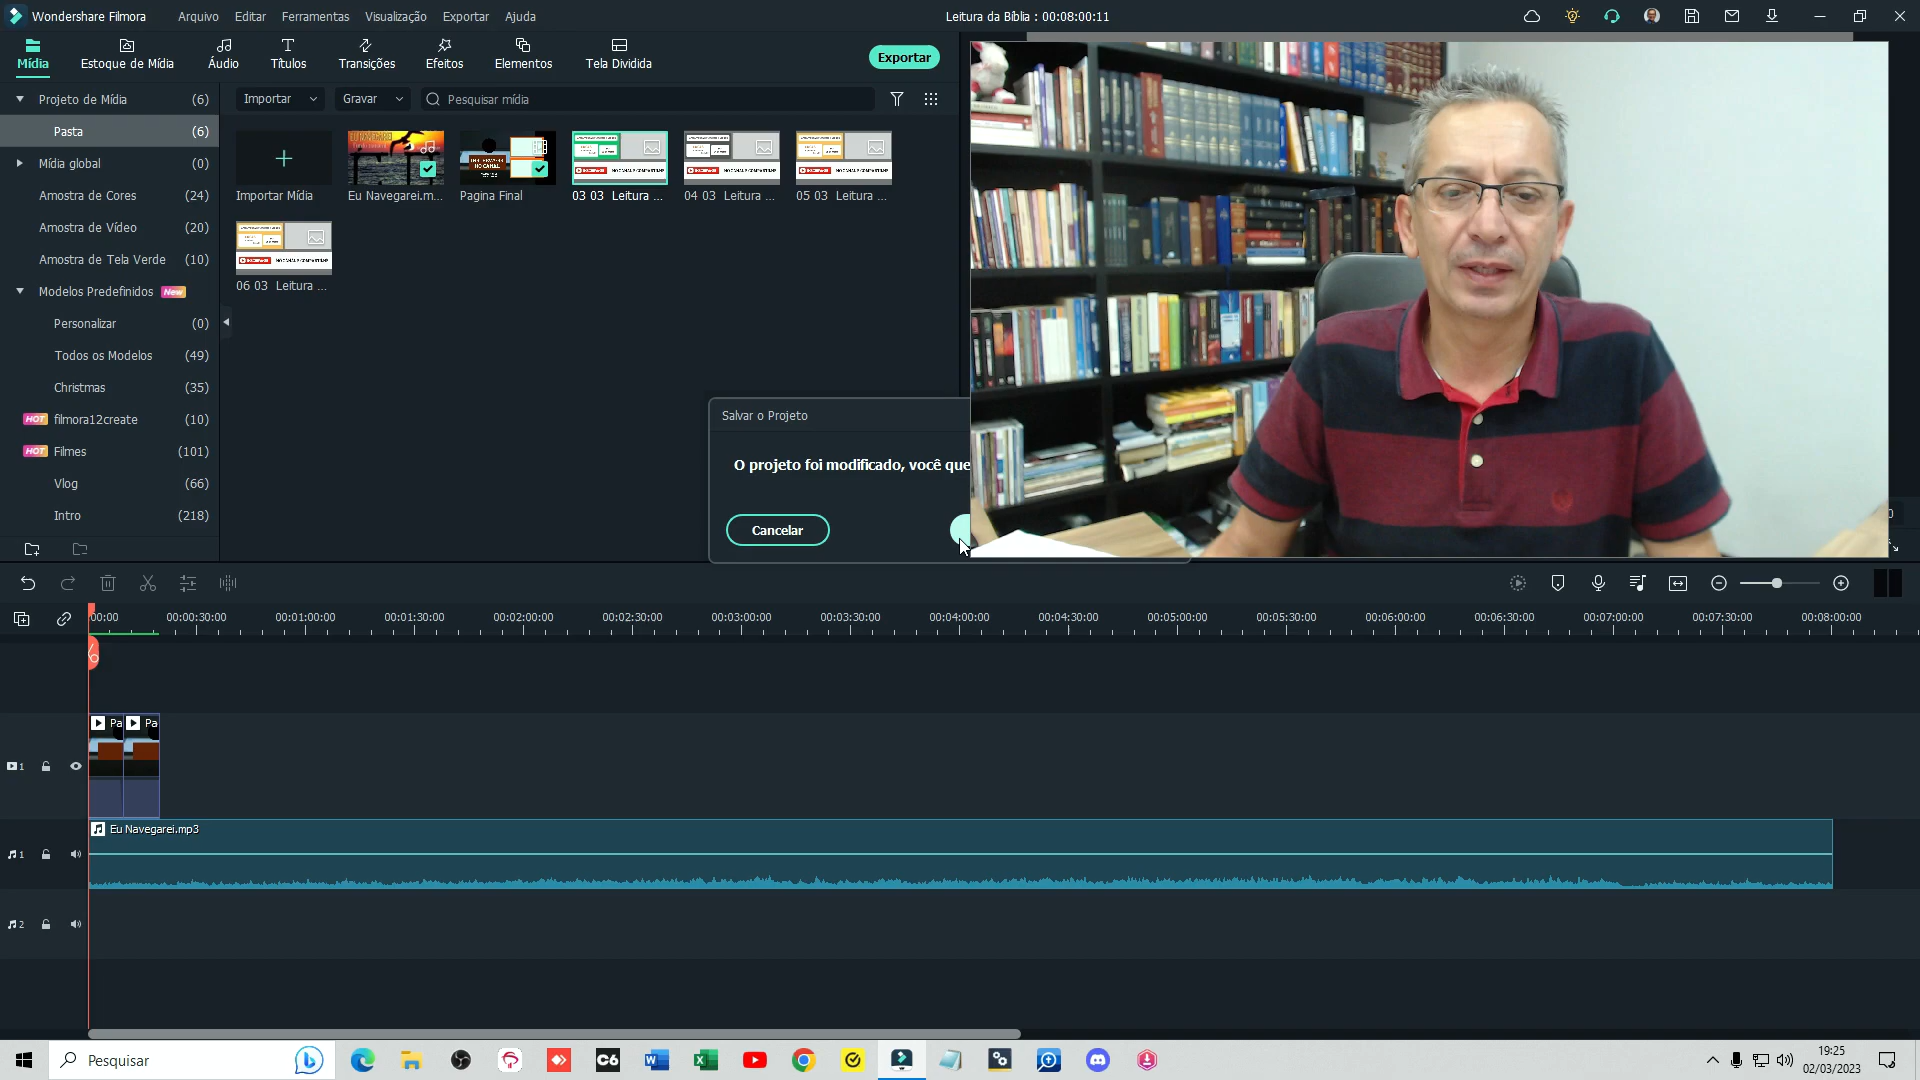 Wondershare Filmora
Arquivo Editar Ferramentas Visualização Exportar Ajuda
Leitura da Bíblia : 00:08:00:11
Mídia Estoque de Mídia Áudio Títulos Transições Efeitos Elementos Tela Dividida
Exportar
Projeto de Mídia (6)
Pasta (6)
Mídia global (0)
Amostra de Cores (24)
Amostra de Vídeo (20)
Amostra de Tela Verde (10)
Modelos Predefinidos New
Personalizar (0)
Todos os Modelos (49)
Christmas (35)
HOT filmora12create (10)
HOT Filmes (101)
Vlog (66)
Intro (218)
Importar Gravar Pesquisar mídia
Importar Mídia
Eu Navegarei.m...
Pagina Final
03 03 Leitura ...
04 03 Leitura ...
05 03 Leitura ...
06 03 Leitura ...
Salvar o Projeto
O projeto foi modificado, você que
Cancelar
00:00 00:00:30:00 00:01:00:00 00:01:30:00 00:02:00:00 00:02:30:00 00:03:00:00 00:03:30:00 00:04:00:00 00:04:30:00 00:05:00:00 00:05:30:00 00:06:00:00 00:06:30:00 00:07:00:00 00:07:30:00 00:08:00:00
Pa Pa
1
Eu Navegarei.mp3
1
2
Pesquisar
C6
19:25
02/03/2023